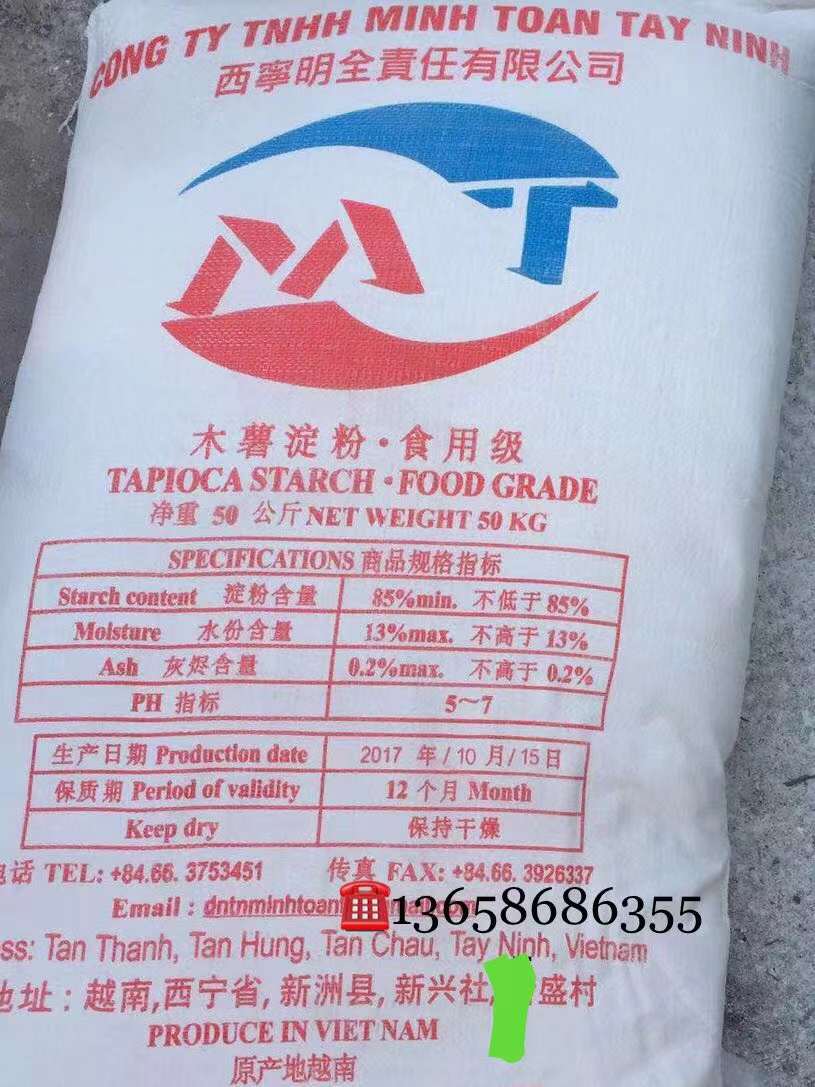 CÔNG TY TNHH MINH TOAN TAY NINH
西寧明全責任有限公司
MT
木薯淀粉·食用级
TAPIOCA STARCH·FOOD GRADE
净重 50 公斤 NET WEIGHT 50 KG
SPECIFICATIONS 商品规格指标
Starch content 淀粉含量 85%min. 不低于 85%
Moisture 水份含量 13%max. 不高于 13%
Ash 灰烬含量 0.2%max. 不高于 0.2%
PH 指标 5~7
生产日期 Production date 2017 年/10 月/15日
保质期 Period of validity 12 个月 Month
Keep dry 保持干燥
电话 TEL: +84.66. 3753451 传真 FAX: +84.66. 3926337
Email : dntnminhtoan
☎13658686355
ss: Tan Thanh, Tan Hung, Tan Chau, Tay Ninh, Vietnam
地址：越南,西宁省,新洲县,新兴社,盛村
PRODUCE IN VIET NAM
原产地越南